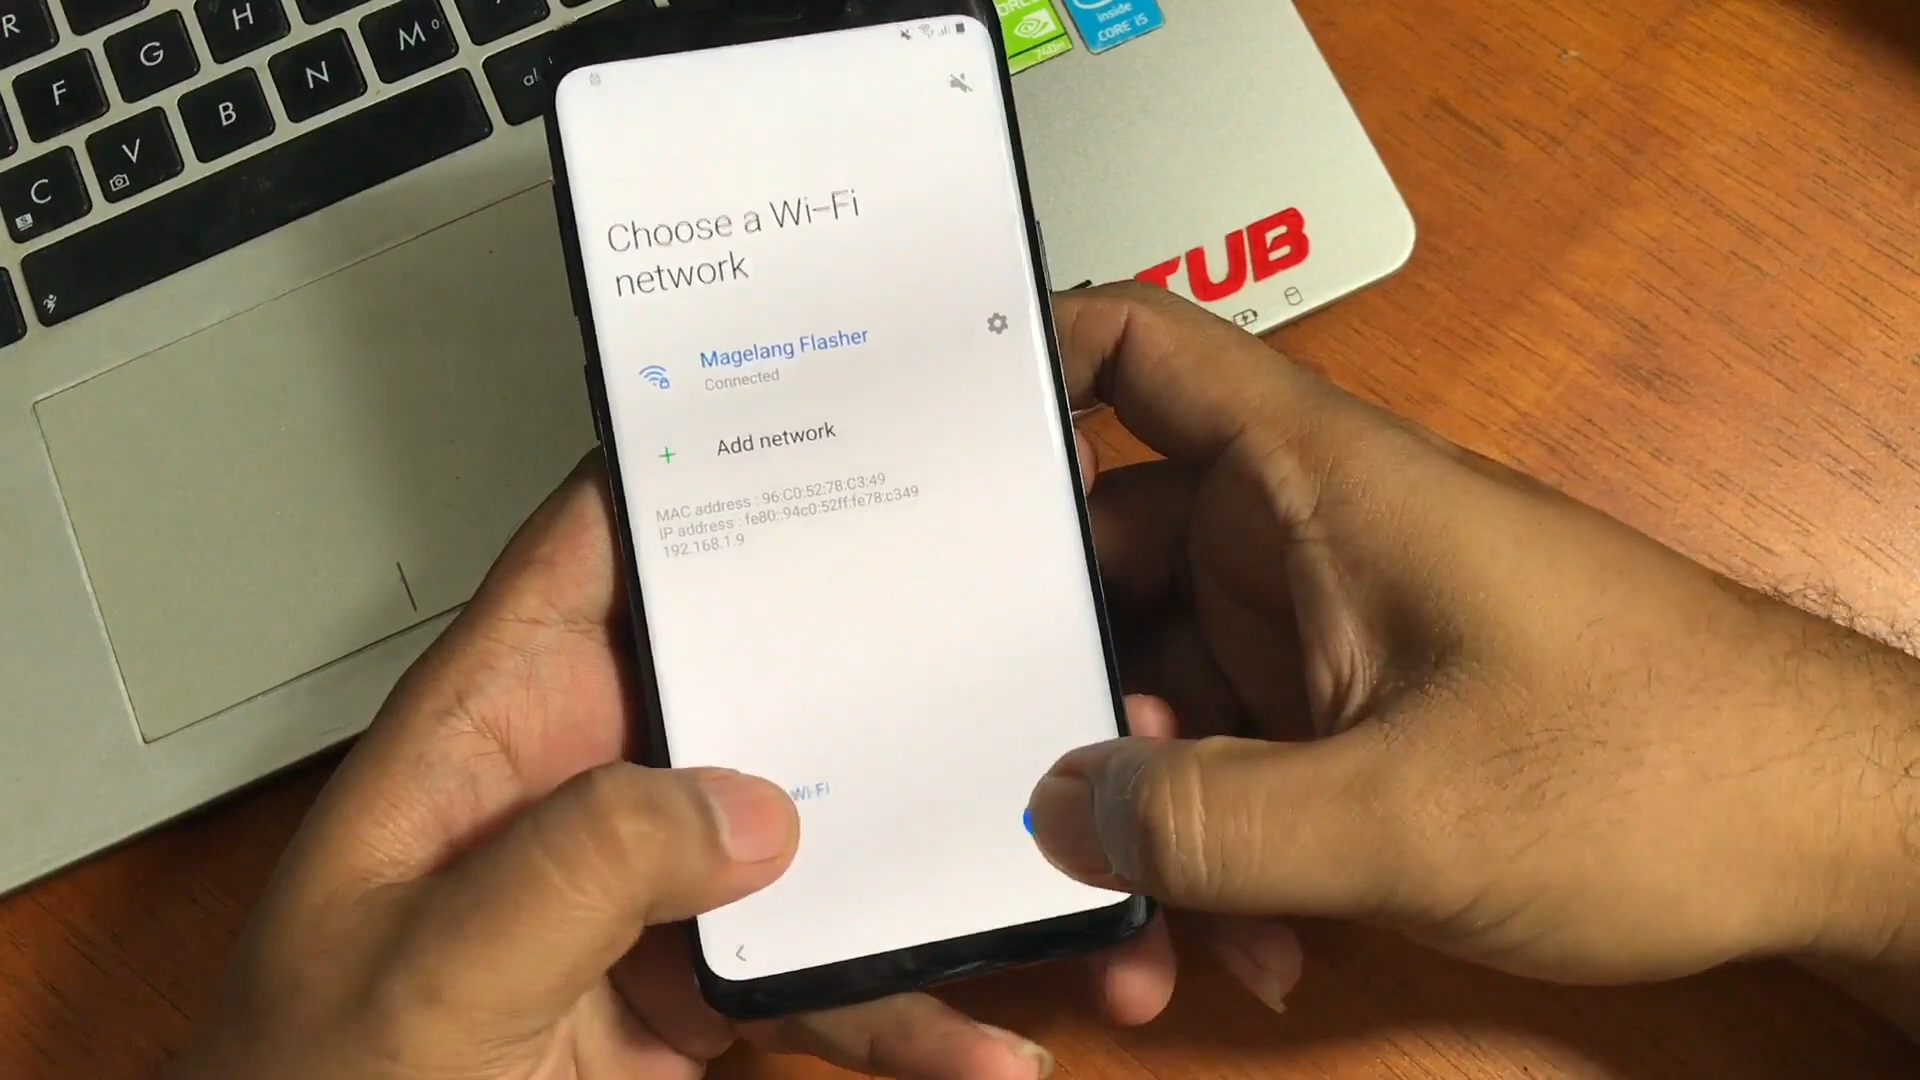 Choose a Wi-Fi
network
Magelang Flasher
Connected
Add network
MAC address : 96:C0:52:78:C3:49
IP address : fe80::94c0:52ff:fe78:c349
192.168.1.9
Wi-Fi
R
F
G
H
C
V
B
N
M
inside
CORE i5
TUB